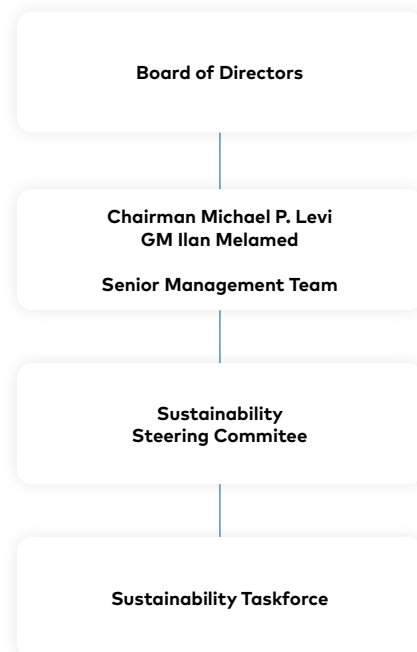 Board of Directors
Chairman Michael P. Levi
GM Ilan Melamed
Senior Management Team
Sustainability
Steering Commitee
Sustainability Taskforce